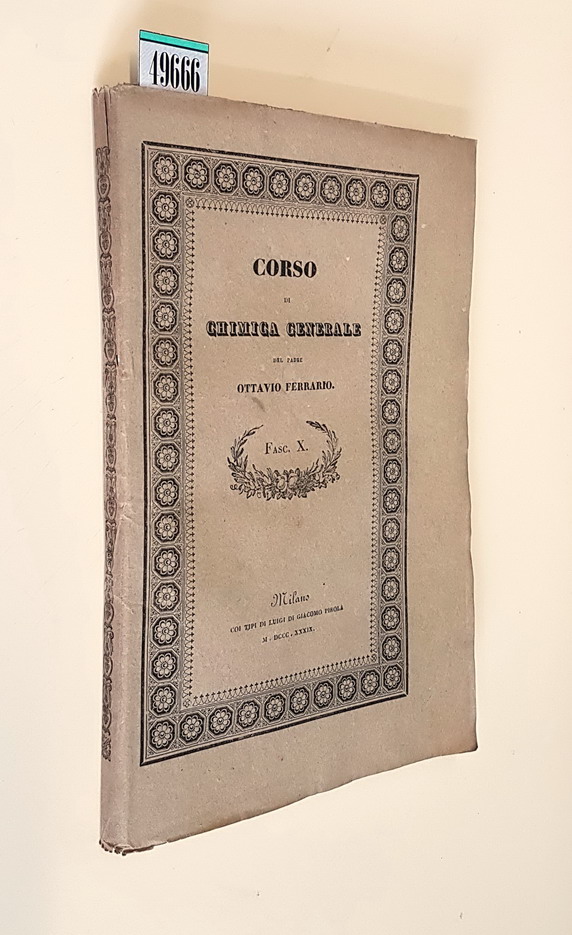 49666
CORSO
DI
CHIMICA GENERALE
DEL PADRE
OTTAVIO FERRARIO.
FASC. X.
Milano
COI TIPI DI LUIGI DI GIACOMO PIROLA
M. DCCC. XXXIX.